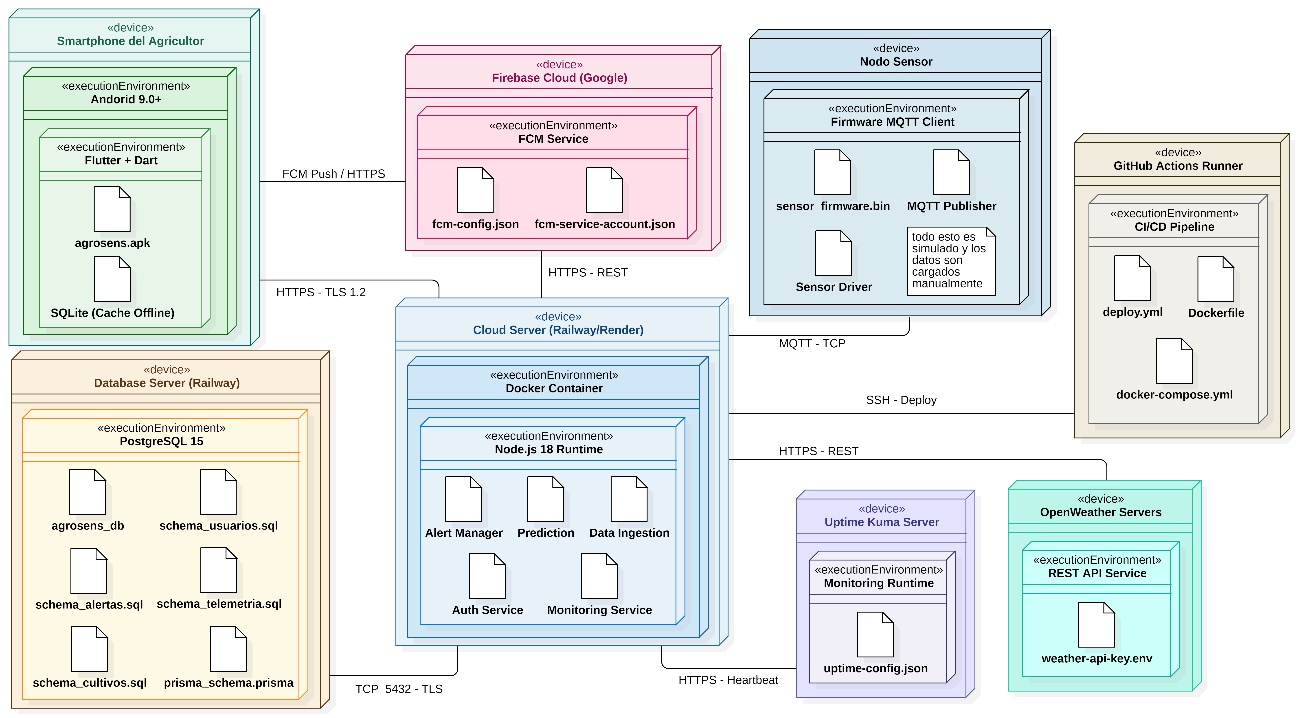 «device»
Smartphone del Agricultor
«executionEnvironment»
Andorid 9.0+
«executionEnvironment»
Flutter + Dart
agrosens.apk
SQLite (Cache Offline)
FCM Push / HTTPS
HTTPS - TLS 1.2
«device»
Firebase Cloud (Google)
«executionEnvironment»
FCM Service
fcm-config.json
fcm-service-account.json
HTTPS - REST
«device»
Nodo Sensor
«executionEnvironment»
Firmware MQTT Client
sensor_firmware.bin
MQTT Publisher
Sensor Driver
todo esto es
simulado y los
datos son
cargados
manualmente
MQTT - TCP
«device»
GitHub Actions Runner
«executionEnvironment»
CI/CD Pipeline
deploy.yml
Dockerfile
docker-compose.yml
SSH - Deploy
«device»
Database Server (Railway)
«executionEnvironment»
PostgreSQL 15
agrosens_db
schema_usuarios.sql
schema_alertas.sql
schema_telemetria.sql
schema_cultivos.sql
prisma_schema.prisma
TCP  5432 - TLS
«device»
Cloud Server (Railway/Render)
«executionEnvironment»
Docker Container
«executionEnvironment»
Node.js 18 Runtime
Alert Manager
Prediction
Data Ingestion
Auth Service
Monitoring Service
HTTPS - Heartbeat
HTTPS - REST
«device»
Uptime Kuma Server
«executionEnvironment»
Monitoring Runtime
uptime-config.json
«device»
OpenWeather Servers
«executionEnvironment»
REST API Service
weather-api-key.env